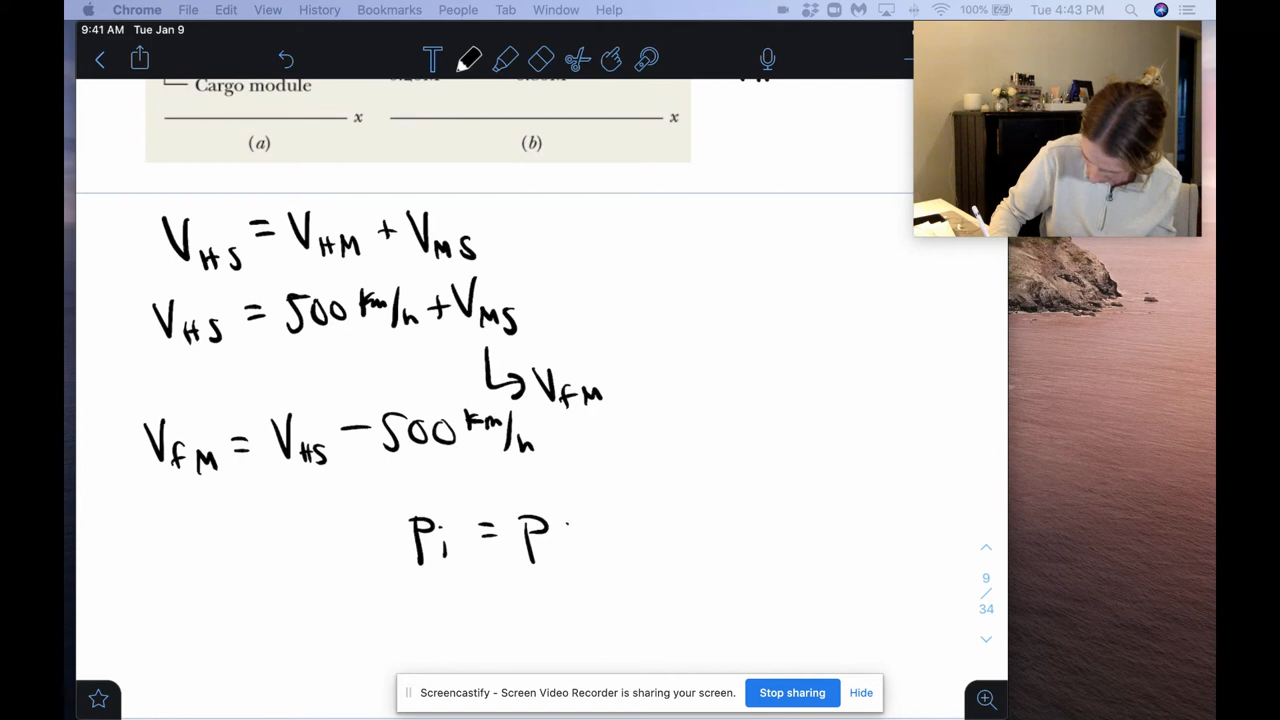 Chrome File Edit View History Bookmarks People Tab Window Help 100% Tue 4:43 PM
9:41 AM Tue Jan 9
T
Cargo module
x x
(a) (b)
V_HS = V_HM + V_MS
V_HS = 500 km/h + V_MS
↳ V_fM
V_fM = V_HS − 500 km/h
P_i = P
9
/
34
Screencastify - Screen Video Recorder is sharing your screen. Stop sharing Hide